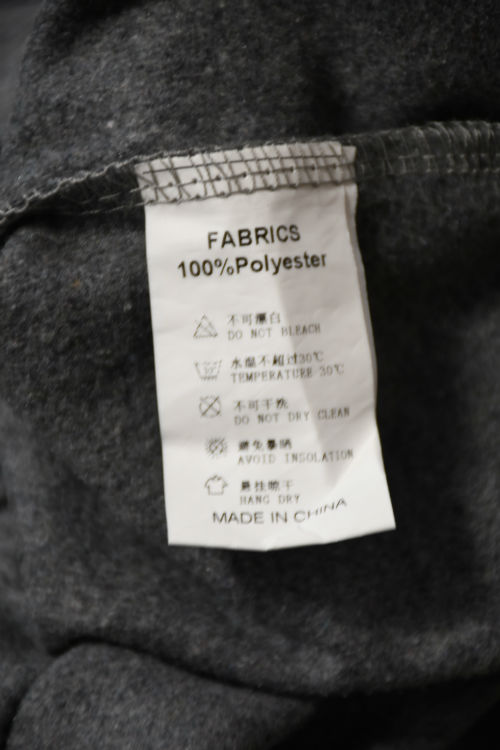 FABRICS
100%Polyester
不可漂白
DO NOT BLEACH
水温不超过30℃
TEMPERATURE 30℃
不可干洗
DO NOT DRY CLEAN
避免暴晒
AVOID INSOLATION
悬挂晾干
HANG DRY
MADE IN CHINA